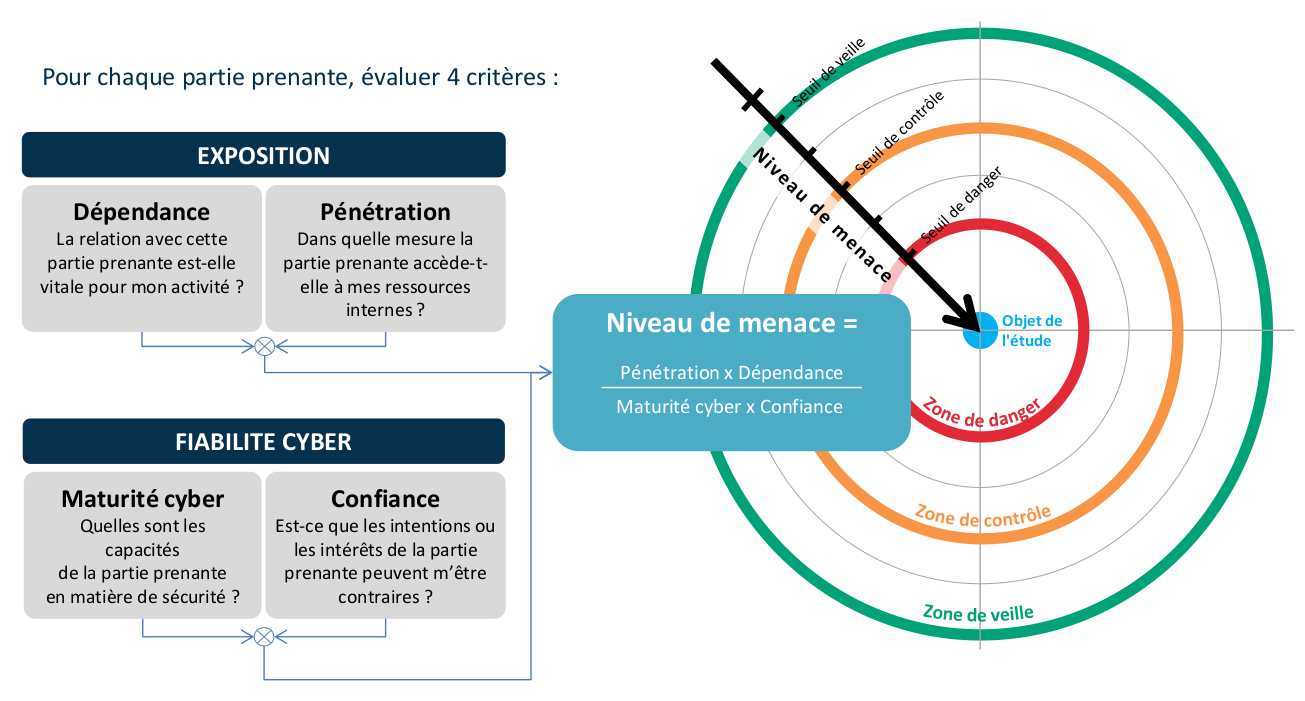 Pour chaque partie prenante, évaluer 4 critères :
EXPOSITION
Dépendance
La relation avec cette
partie prenante est-elle
vitale pour mon activité ?
Pénétration
Dans quelle mesure la
partie prenante accède-t-
elle à mes ressources
internes ?
FIABILITE CYBER
Maturité cyber
Quelles sont les
capacités
de la partie prenante
en matière de sécurité ?
Confiance
Est-ce que les intentions ou
les intérêts de la partie
prenante peuvent m’être
contraires ?
Niveau de menace =
Pénétration x Dépendance
Maturité cyber x Confiance
Seuil de veille
Seuil de contrôle
Seuil de danger
Niveau de menace
Objet de
l'étude
Zone de danger
Zone de contrôle
Zone de veille